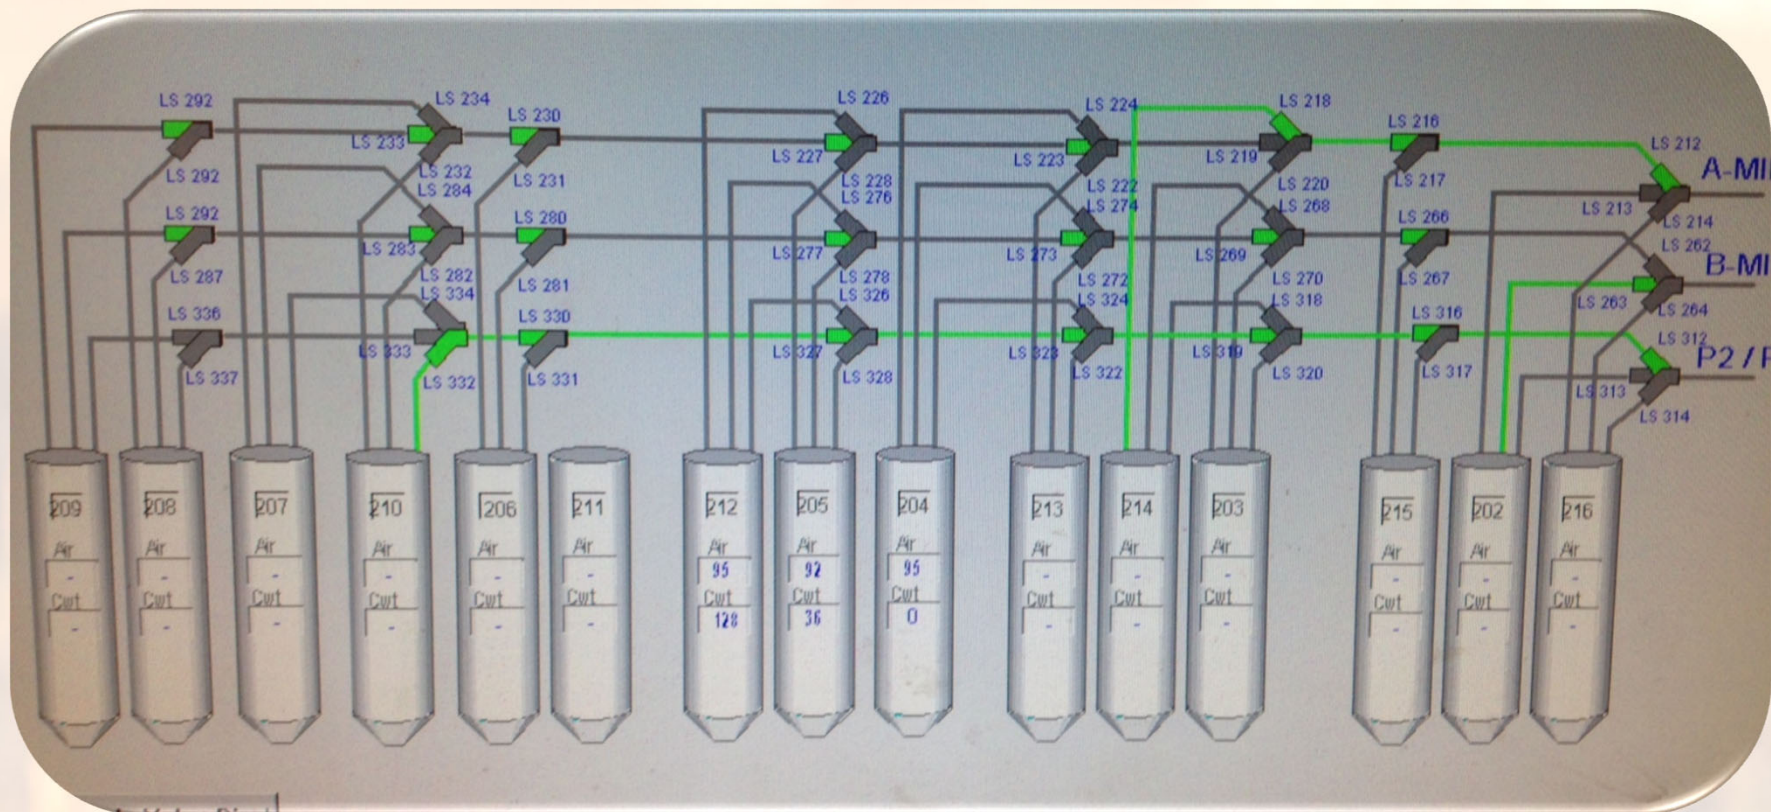 LS 292
LS 234
LS 230
LS 226
LS 224
LS 218
LS 216
LS 212
LS 233
LS 227
LS 223
LS 219
A-MI
LS 292
LS 232
LS 231
LS 228
LS 222
LS 220
LS 217
LS 213
LS 214
LS 292
LS 284
LS 280
LS 276
LS 274
LS 268
LS 266
LS 262
LS 283
LS 277
LS 273
LS 269
B-MI
LS 287
LS 282
LS 281
LS 278
LS 272
LS 270
LS 267
LS 263
LS 264
LS 336
LS 334
LS 330
LS 326
LS 324
LS 318
LS 316
LS 312
LS 333
LS 327
LS 323
LS 319
P2 / P
LS 337
LS 332
LS 331
LS 328
LS 322
LS 320
LS 317
LS 313
LS 314
209 208 207 210 206 211 212 205 204 213 214 203 215 202 216
Air Air Air Air Air Air Air Air Air Air Air Air Air Air Air
- - - - - - 95 92 95 - - - - - -
Cwt Cwt Cwt Cwt Cwt Cwt Cwt Cwt Cwt Cwt Cwt Cwt Cwt Cwt Cwt
- - - - - - 128 36 0 - - - - - -